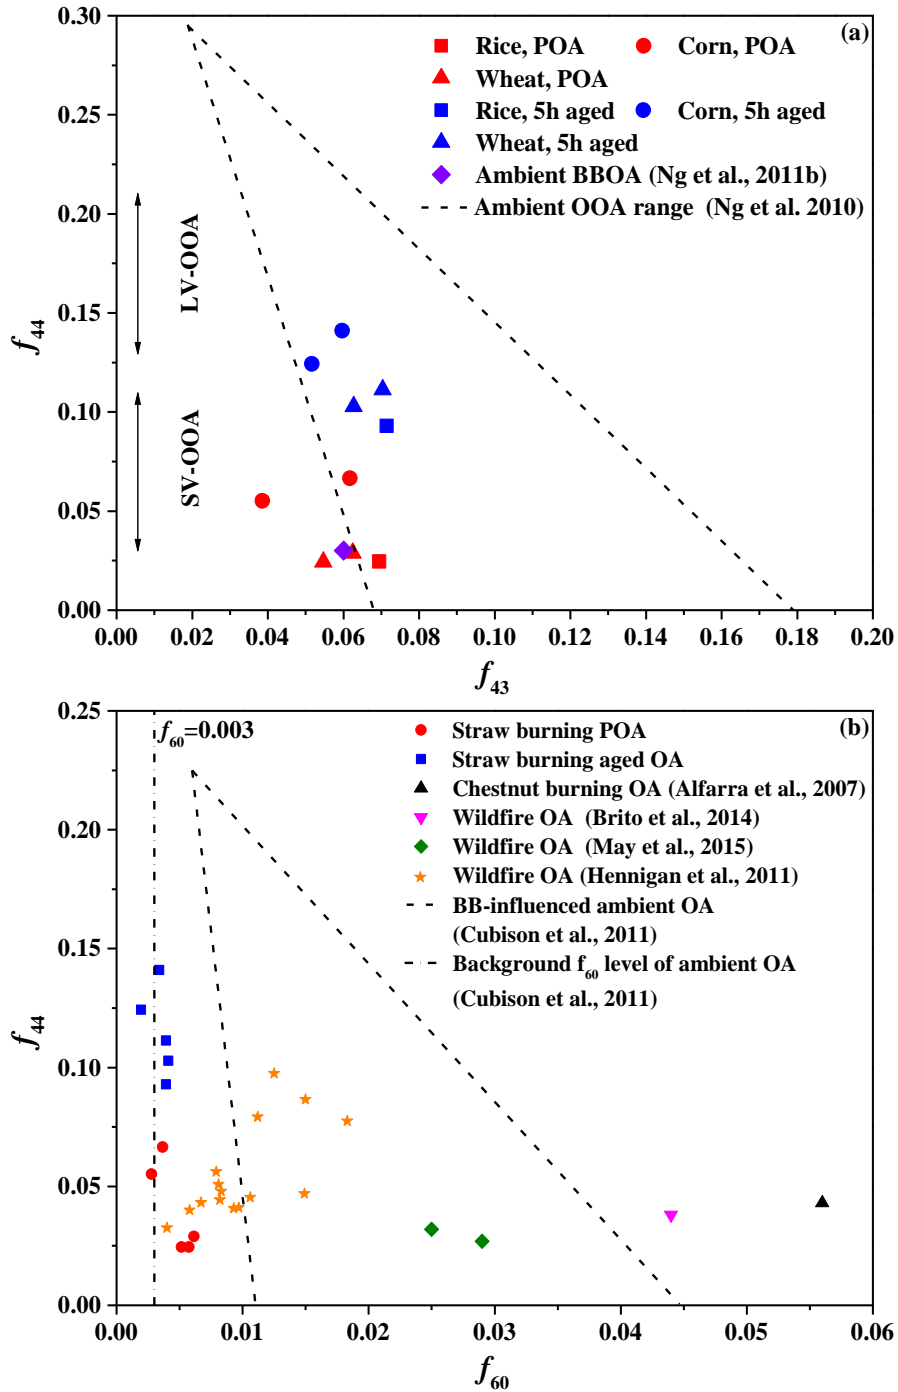 (a)
Rice, POA Corn, POA
Wheat, POA
Rice, 5h aged Corn, 5h aged
Wheat, 5h aged
Ambient BBOA (Ng et al., 2011b)
Ambient OOA range (Ng et al. 2010)
0.30
0.25
0.20
0.15
0.10
0.05
0.00
f44
LV-OOA
SV-OOA
0.00 0.02 0.04 0.06 0.08 0.10 0.12 0.14 0.16 0.18 0.20
f43
(b)
f60=0.003
Straw burning POA
Straw burning aged OA
Chestnut burning OA (Alfarra et al., 2007)
Wildfire OA (Brito et al., 2014)
Wildfire OA (May et al., 2015)
Wildfire OA (Hennigan et al., 2011)
BB-influenced ambient OA
(Cubison et al., 2011)
Background f60 level of ambient OA
(Cubison et al., 2011)
0.25
0.20
0.15
0.10
0.05
0.00
f44
0.00 0.01 0.02 0.03 0.04 0.05 0.06
f60